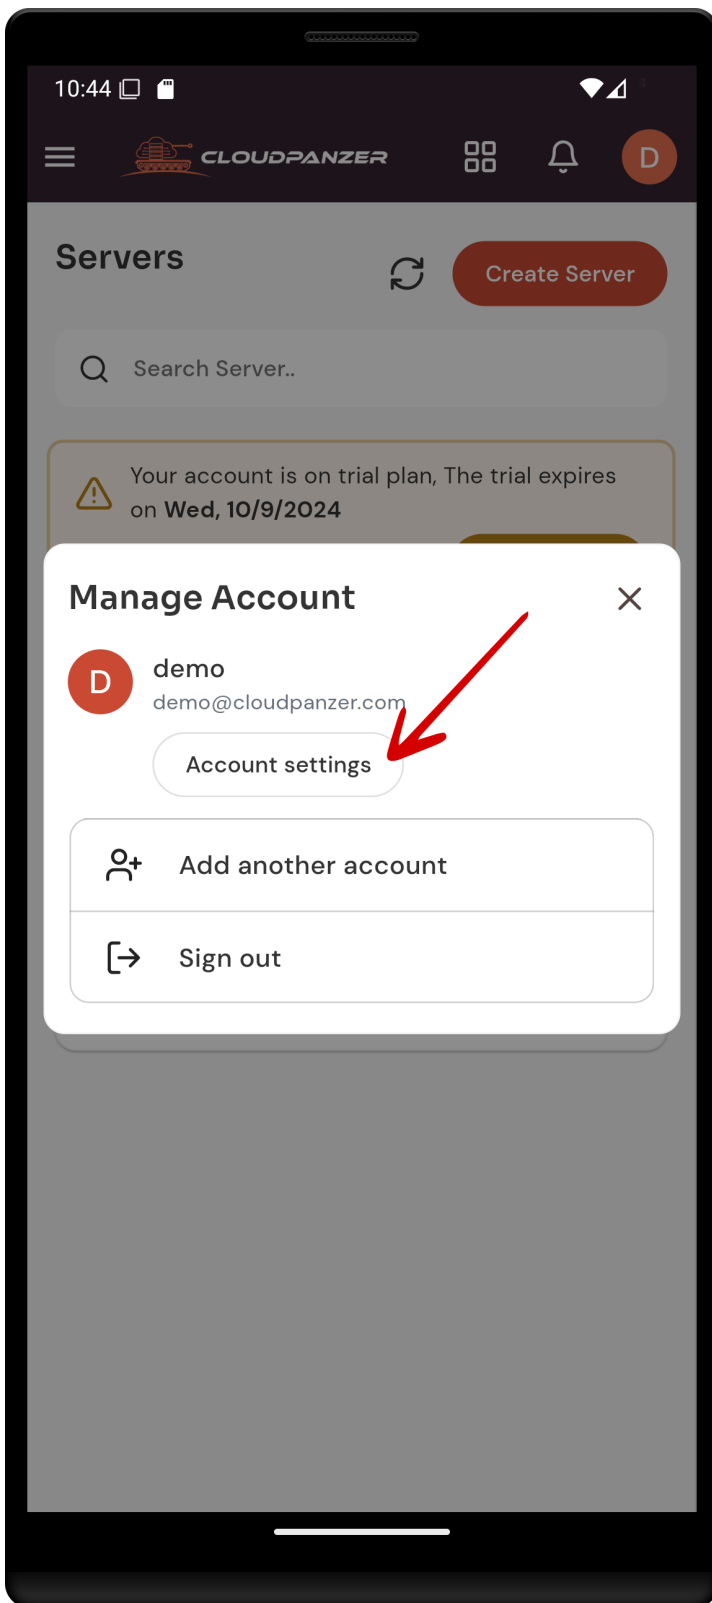 10:44
CLOUDPANZER
D
Servers
Create Server
Search Server..
Your account is on trial plan, The trial expires
on Wed, 10/9/2024
Manage Account
D
demo
demo@cloudpanzer.com
Account settings
Add another account
Sign out